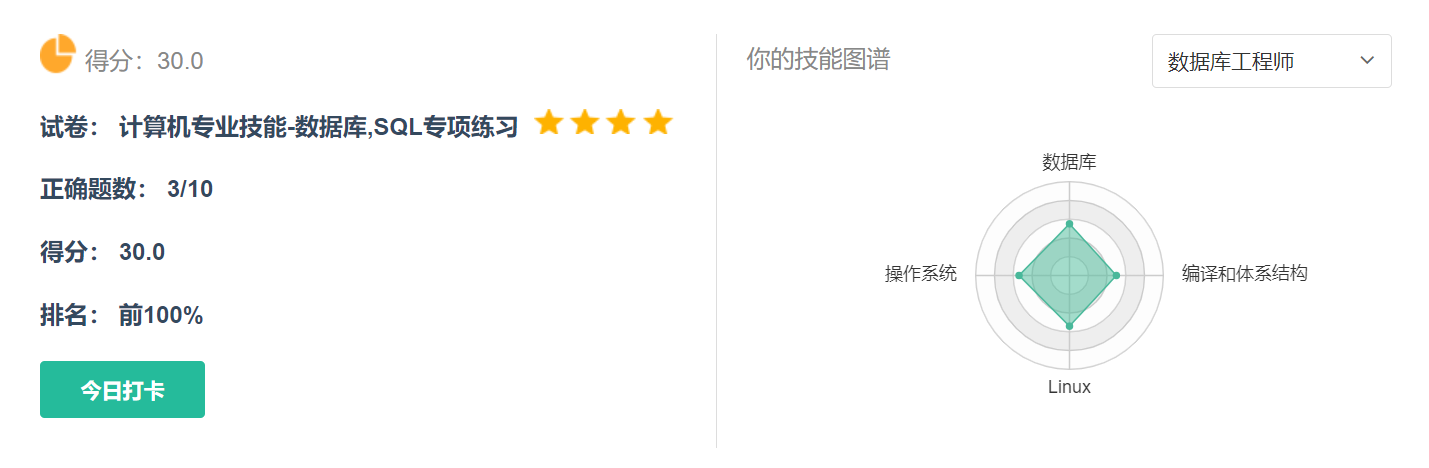 得分：30.0
试卷： 计算机专业技能-数据库,SQL专项练习
正确题数： 3/10
得分： 30.0
排名： 前100%
今日打卡
你的技能图谱
数据库工程师
数据库
操作系统
编译和体系结构
Linux